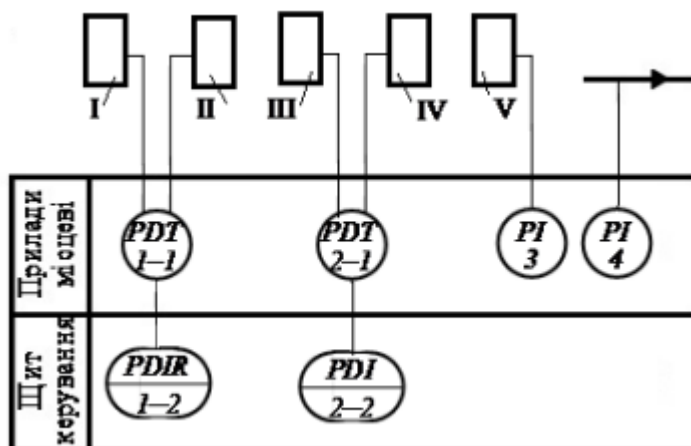 I II III IV V
Прилади
місцеві
PDT PDT PI PI
1–1 2–1 3 4
Щит
керування
PDIR PDI
1–2 2–2